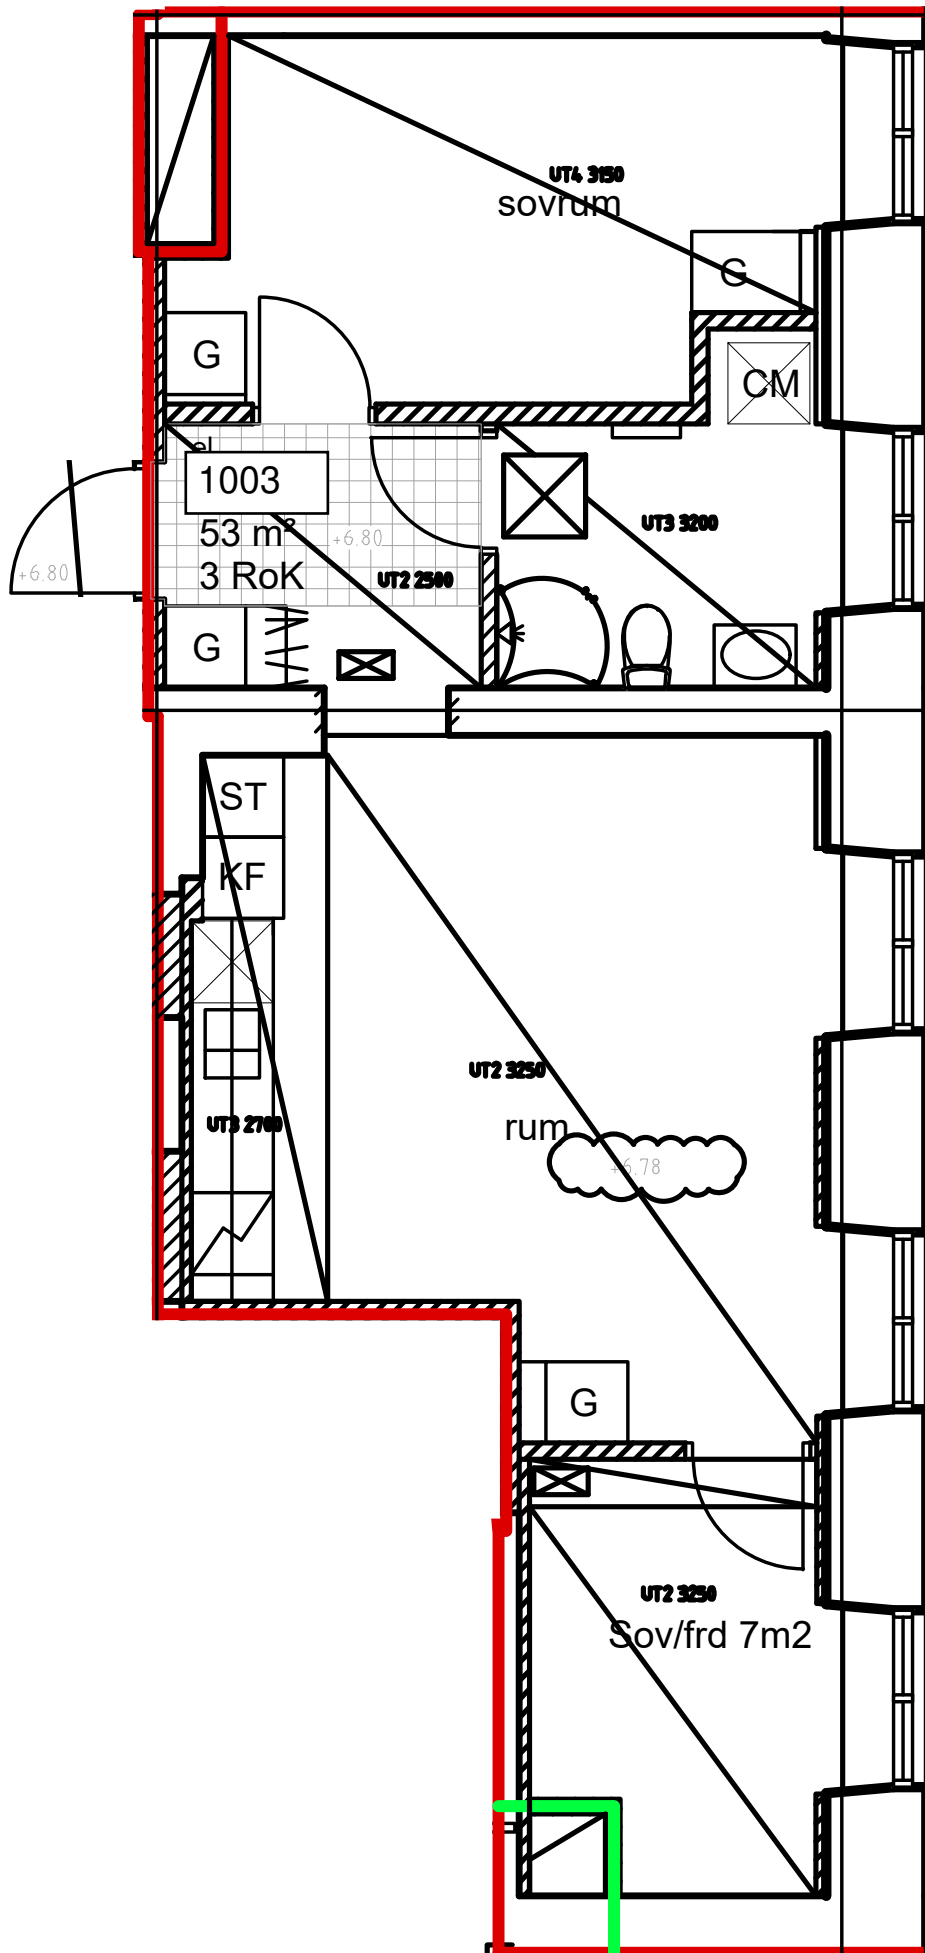 UT4 3150
sovrum
G
G
CM
el
1003
53 m²
+6.80
UT3 3200
+6.80
3 RoK
UT2 2500
G
ST
KF
UT2 3250
UT3 2700
rum
+6.78
G
UT2 3250
Sov/frd 7m2